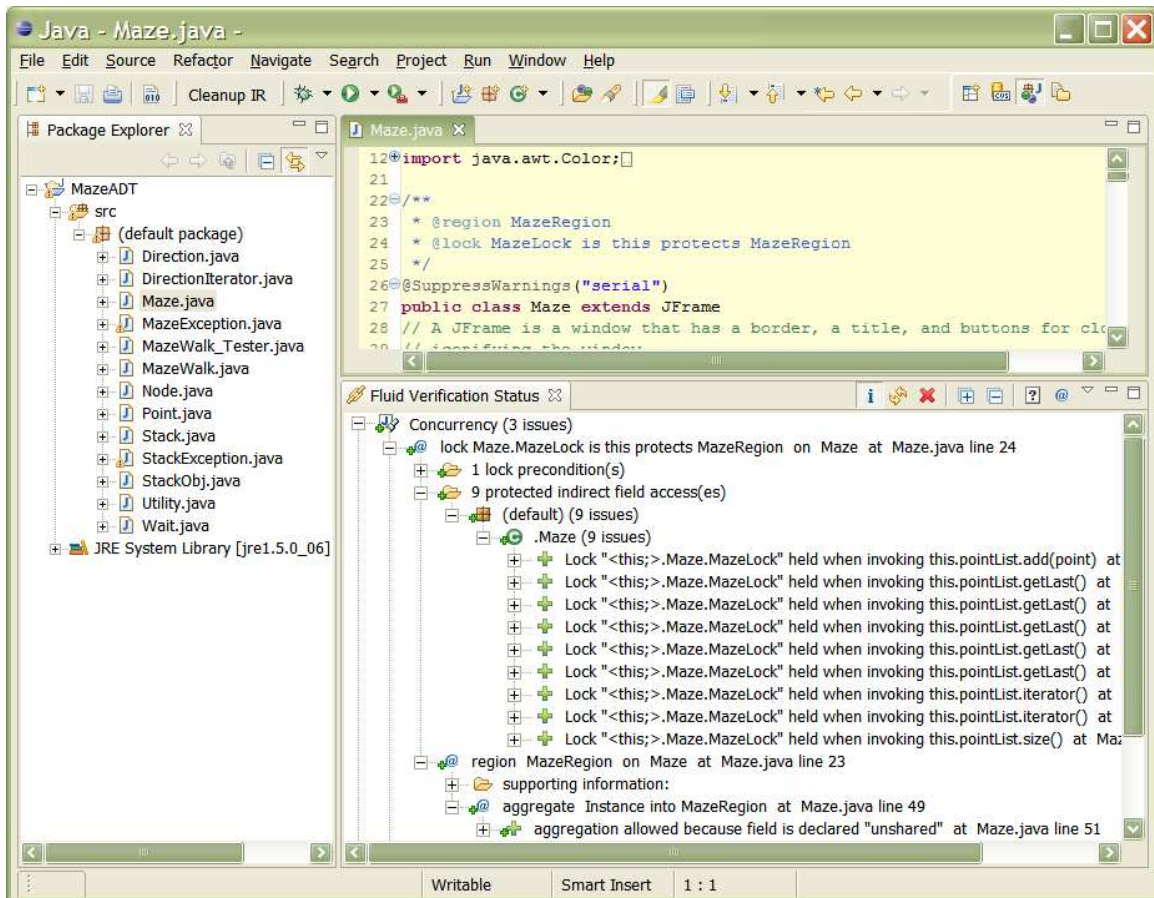 Java - Maze.java -
File Edit Source Refactor Navigate Search Project Run Window Help
Cleanup IR
Package Explorer
MazeADT
src
(default package)
Direction.java
DirectionIterator.java
Maze.java
MazeException.java
MazeWalk_Tester.java
MazeWalk.java
Node.java
Point.java
Stack.java
StackException.java
StackObj.java
Utility.java
Wait.java
JRE System Library [jre1.5.0_06]
Maze.java
12 import java.awt.Color;
21
22 /**
23 * @region MazeRegion
24 * @lock MazeLock is this protects MazeRegion
25 */
26 @SuppressWarnings("serial")
27 public class Maze extends JFrame
28 // A JFrame is a window that has a border, a title, and buttons for clo
29 // iconifying the window
Fluid Verification Status
Concurrency (3 issues)
lock Maze.MazeLock is this protects MazeRegion on Maze at Maze.java line 24
1 lock precondition(s)
9 protected indirect field access(es)
(default) (9 issues)
.Maze (9 issues)
Lock "<this;>.Maze.MazeLock" held when invoking this.pointList.add(point) at
Lock "<this;>.Maze.MazeLock" held when invoking this.pointList.getLast() at
Lock "<this;>.Maze.MazeLock" held when invoking this.pointList.getLast() at
Lock "<this;>.Maze.MazeLock" held when invoking this.pointList.getLast() at
Lock "<this;>.Maze.MazeLock" held when invoking this.pointList.getLast() at
Lock "<this;>.Maze.MazeLock" held when invoking this.pointList.getLast() at
Lock "<this;>.Maze.MazeLock" held when invoking this.pointList.iterator() at
Lock "<this;>.Maze.MazeLock" held when invoking this.pointList.iterator() at
Lock "<this;>.Maze.MazeLock" held when invoking this.pointList.size() at Maz
region MazeRegion on Maze at Maze.java line 23
supporting information:
aggregate Instance into MazeRegion at Maze.java line 49
aggregation allowed because field is declared "unshared" at Maze.java line 51
Writable Smart Insert 1 : 1